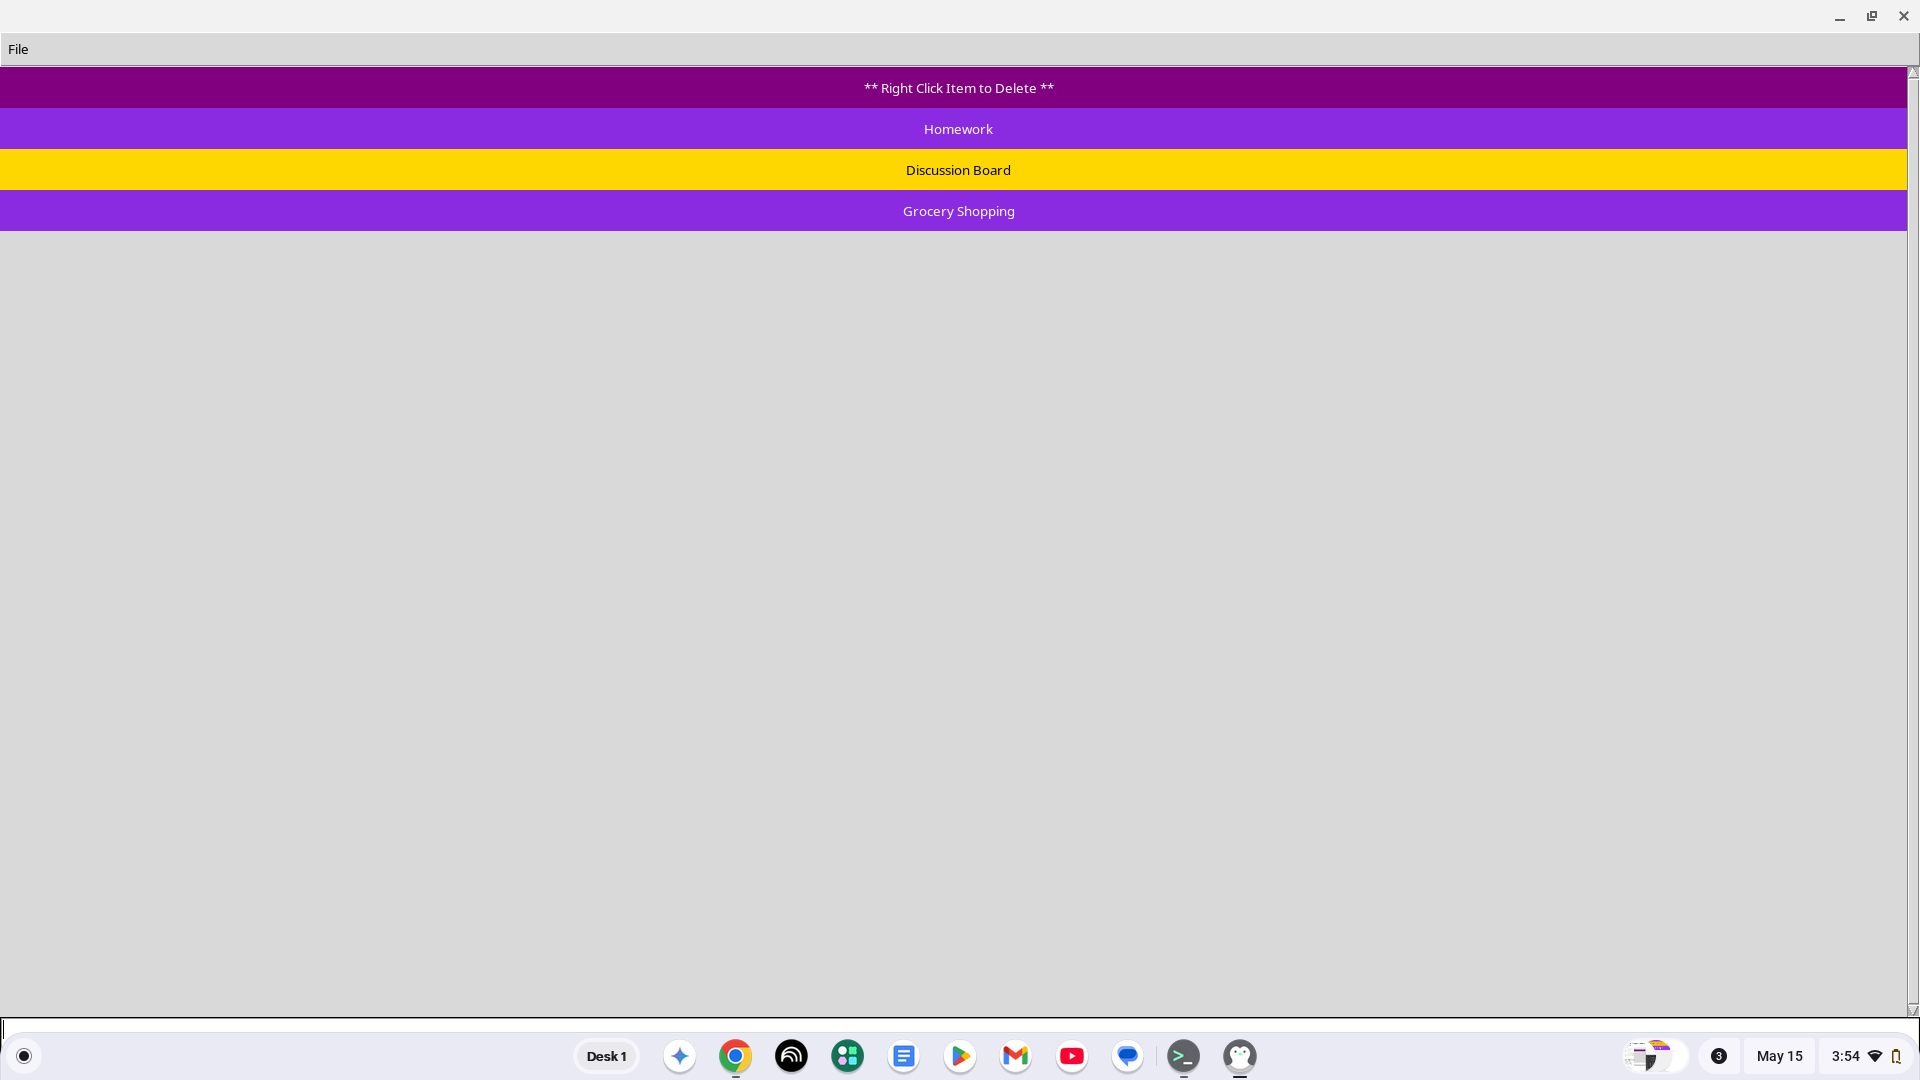 File
** Right Click Item to Delete **
Homework
Discussion Board
Grocery Shopping
Desk 1
>_
3
May 15
3:54